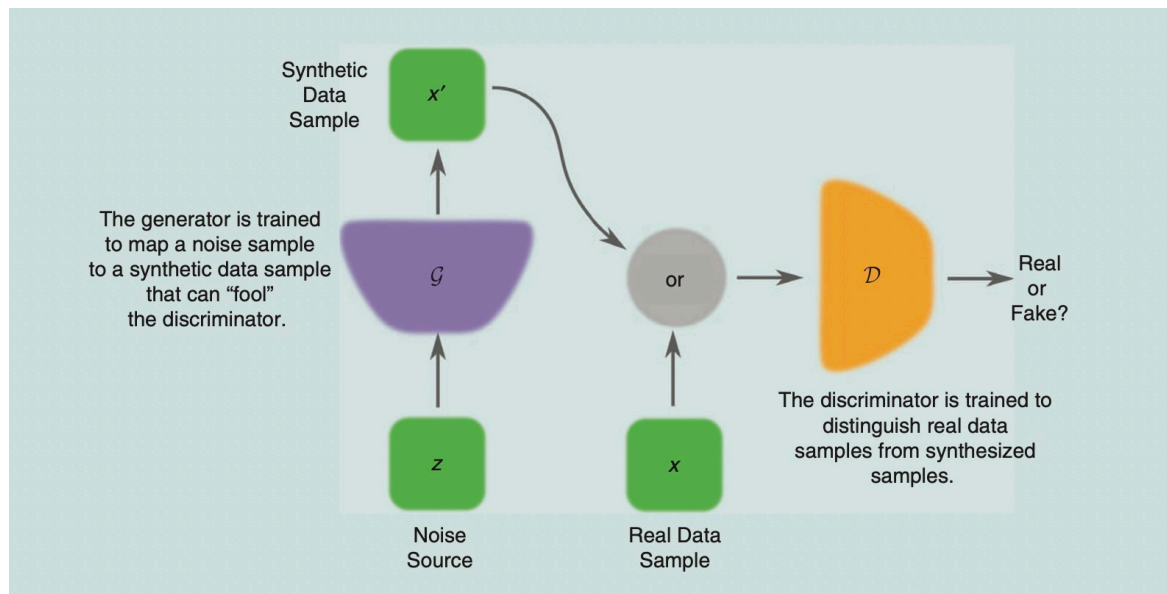 Synthetic
Data
Sample
x′
The generator is trained
to map a noise sample
to a synthetic data sample
that can “fool”
the discriminator.
𝒢
or
𝒟
Real
or
Fake?
The discriminator is trained to
distinguish real data
samples from synthesized
samples.
z
x
Noise
Source
Real Data
Sample